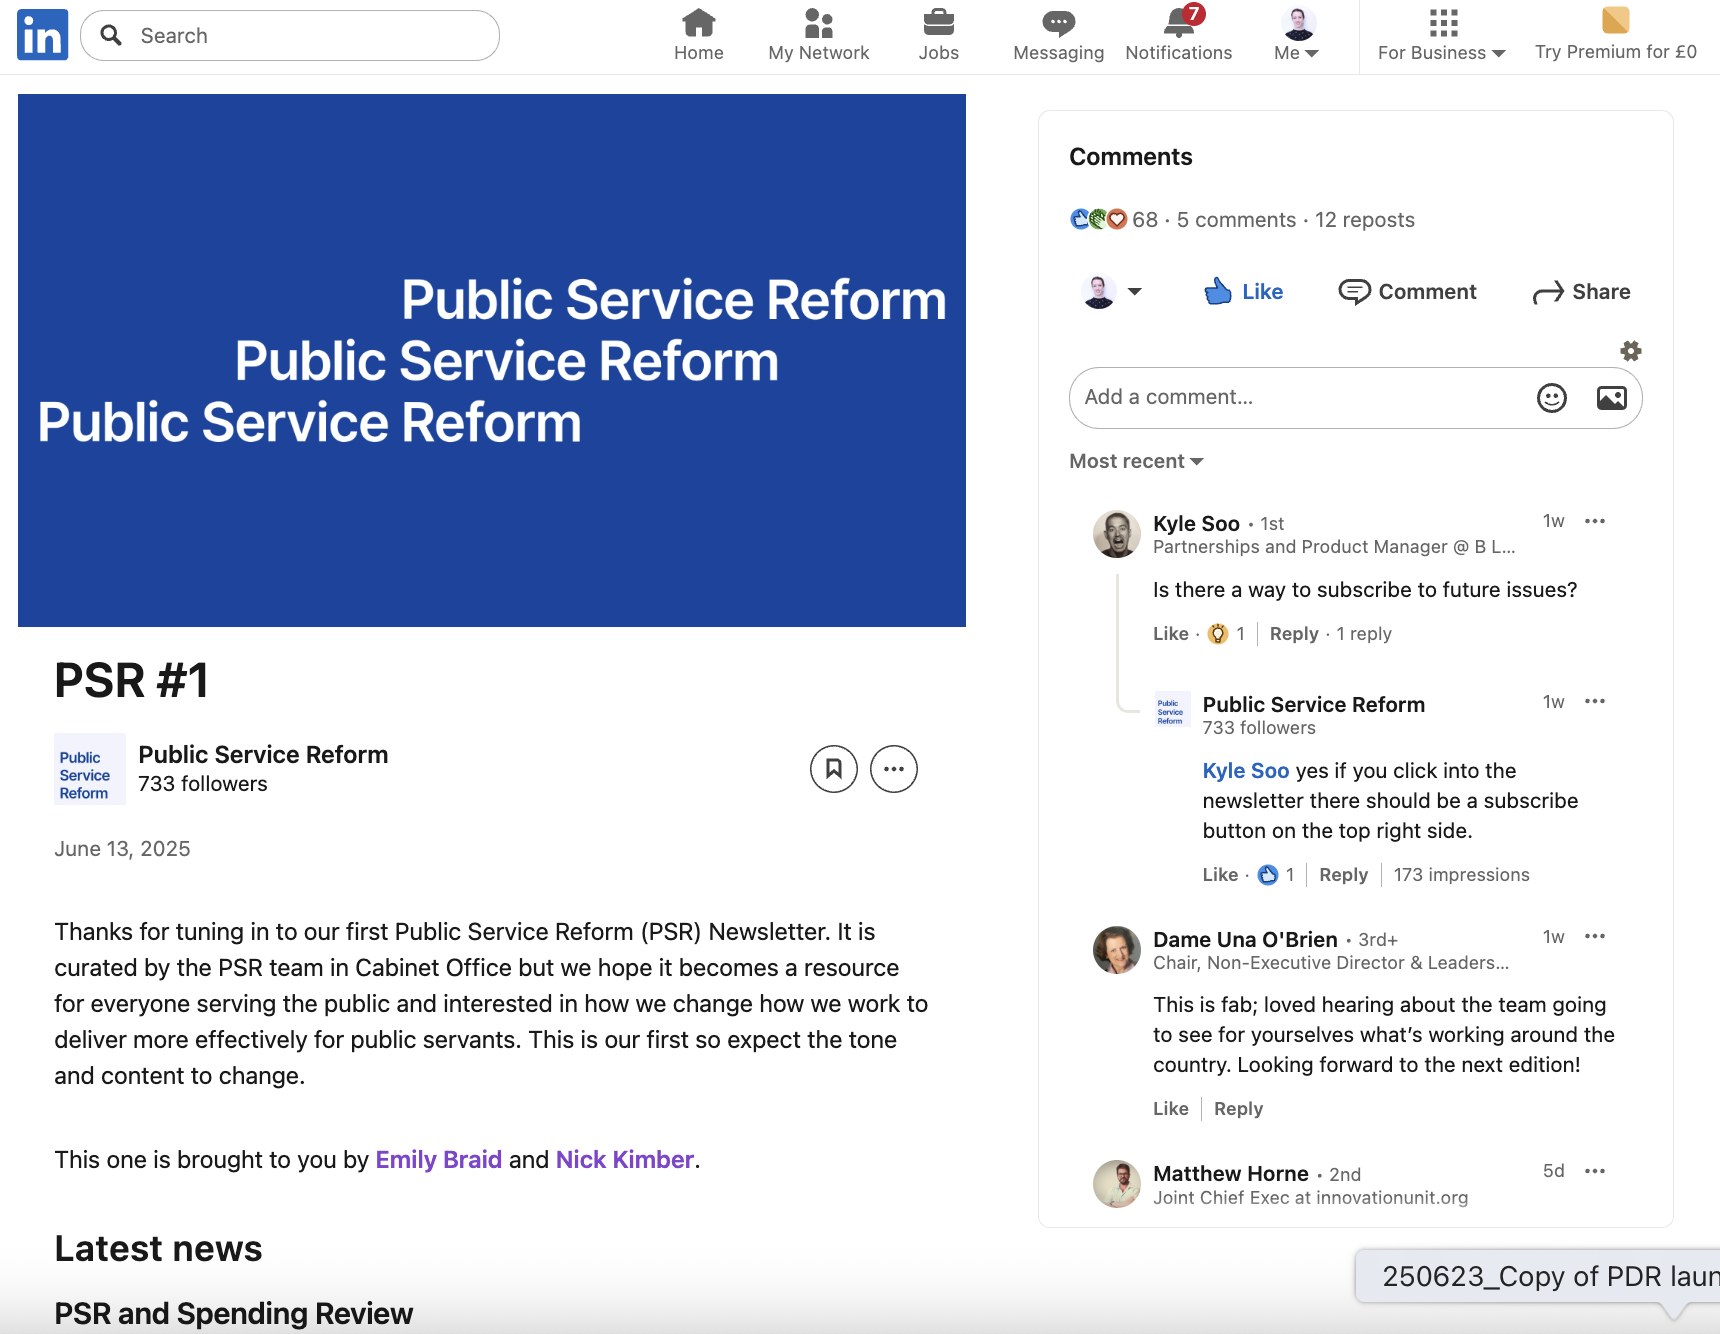 in
Search
Home
My Network
Jobs
Messaging
7
Notifications
Me
For Business
Try Premium for £0
Public Service Reform
Public Service Reform
Public Service Reform
PSR #1
Public
Service
Reform
Public Service Reform
733 followers
June 13, 2025
Thanks for tuning in to our first Public Service Reform (PSR) Newsletter. It is
curated by the PSR team in Cabinet Office but we hope it becomes a resource
for everyone serving the public and interested in how we change how we work to
deliver more effectively for public servants. This is our first so expect the tone
and content to change.
This one is brought to you by Emily Braid and Nick Kimber.
Latest news
PSR and Spending Review
Comments
68 · 5 comments · 12 reposts
Like
Comment
Share
Add a comment...
Most recent
Kyle Soo · 1st
1w
Partnerships and Product Manager @ B L...
Is there a way to subscribe to future issues?
Like · 1 | Reply · 1 reply
Public
Service
Reform
Public Service Reform
1w
733 followers
Kyle Soo yes if you click into the
newsletter there should be a subscribe
button on the top right side.
Like · 1 | Reply | 173 impressions
Dame Una O'Brien · 3rd+
1w
Chair, Non-Executive Director & Leaders...
This is fab; loved hearing about the team going
to see for yourselves what’s working around the
country. Looking forward to the next edition!
Like | Reply
Matthew Horne · 2nd
5d
Joint Chief Exec at innovationunit.org
250623_Copy of PDR laun